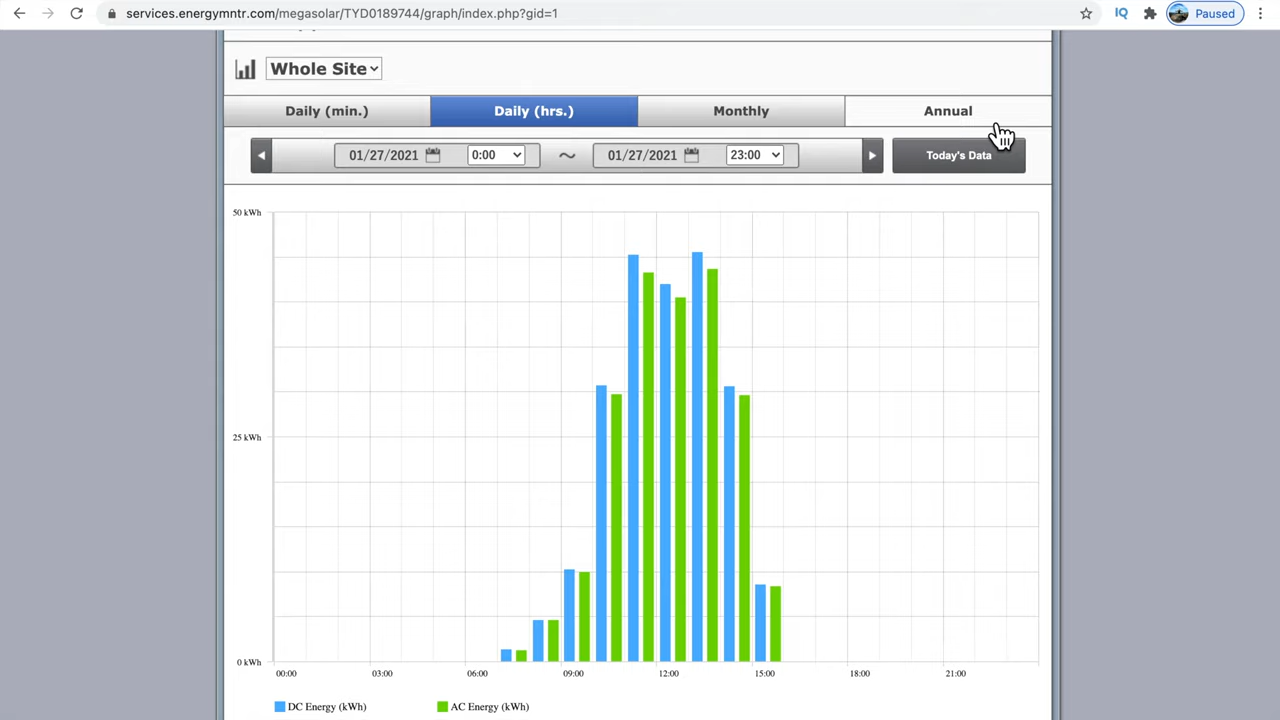 services.energymntr.com/megasolar/TYD0189744/graph/index.php?gid=1
IQ
Paused
Whole Site
Daily (min.) Daily (hrs.) Monthly Annual
01/27/2021 0:00 ~ 01/27/2021 23:00 Today's Data
50 kWh
25 kWh
0 kWh
00:00 03:00 06:00 09:00 12:00 15:00 18:00 21:00
DC Energy (kWh) AC Energy (kWh)